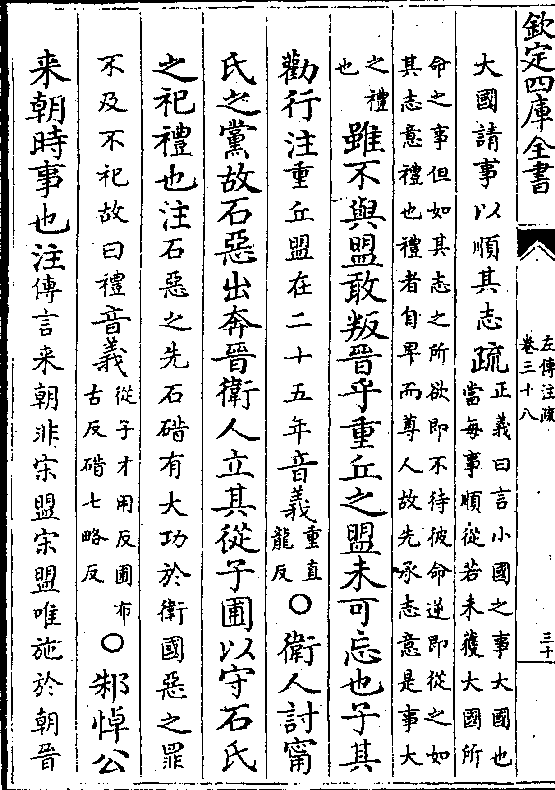 欽定四庫全書
左傳注疏
卷三十八
三十
大國請事以順其志疏正義曰言小國之事大國也
當每事順從若未獲大國所
命之事但如其志之所欲即不待彼命逆即從之如
其志意禮也禮者自卑而尊人故先承志意是事大
之禮
也
雖不與盟敢叛晉乎重丘之盟未可忘也子其
勸行注重丘盟在二十五年音義重直
龍反
○衛人討甯
氏之黨故石惡出奔晉衛人立其從子圃以守石氏
之祀禮也注石惡之先石碏有大功於衛國惡之罪
不及不祀故曰禮音義從子才用反圃布
古反碏七略反
○邾悼公
来朝時事也注傳言来朝非宋盟宋盟唯施於朝晉